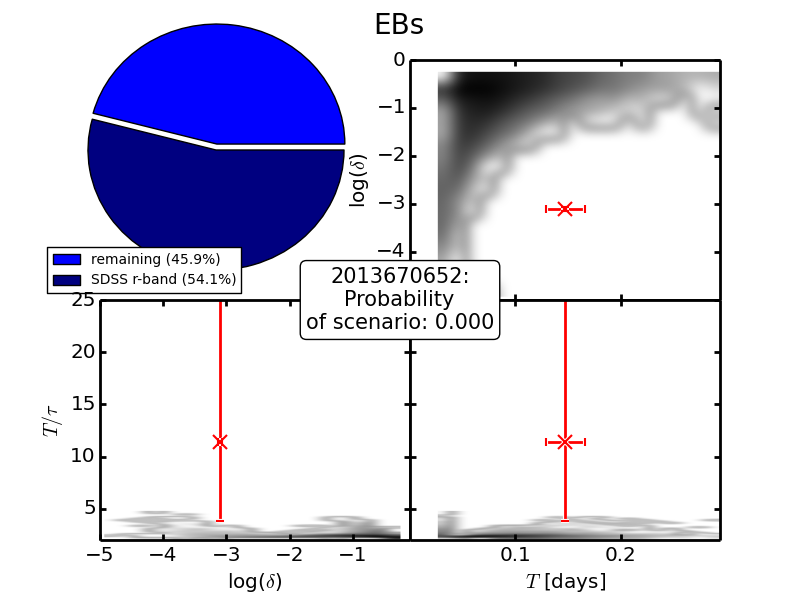 EBs
remaining (45.9%)
SDSS r-band (54.1%)
0
−1
−2
−3
−4
log(δ)
2013670652:
Probability
of scenario: 0.000
25
20
15
10
5
T/τ
−5 −4 −3 −2 −1
log(δ)
0.1 0.2
T [days]